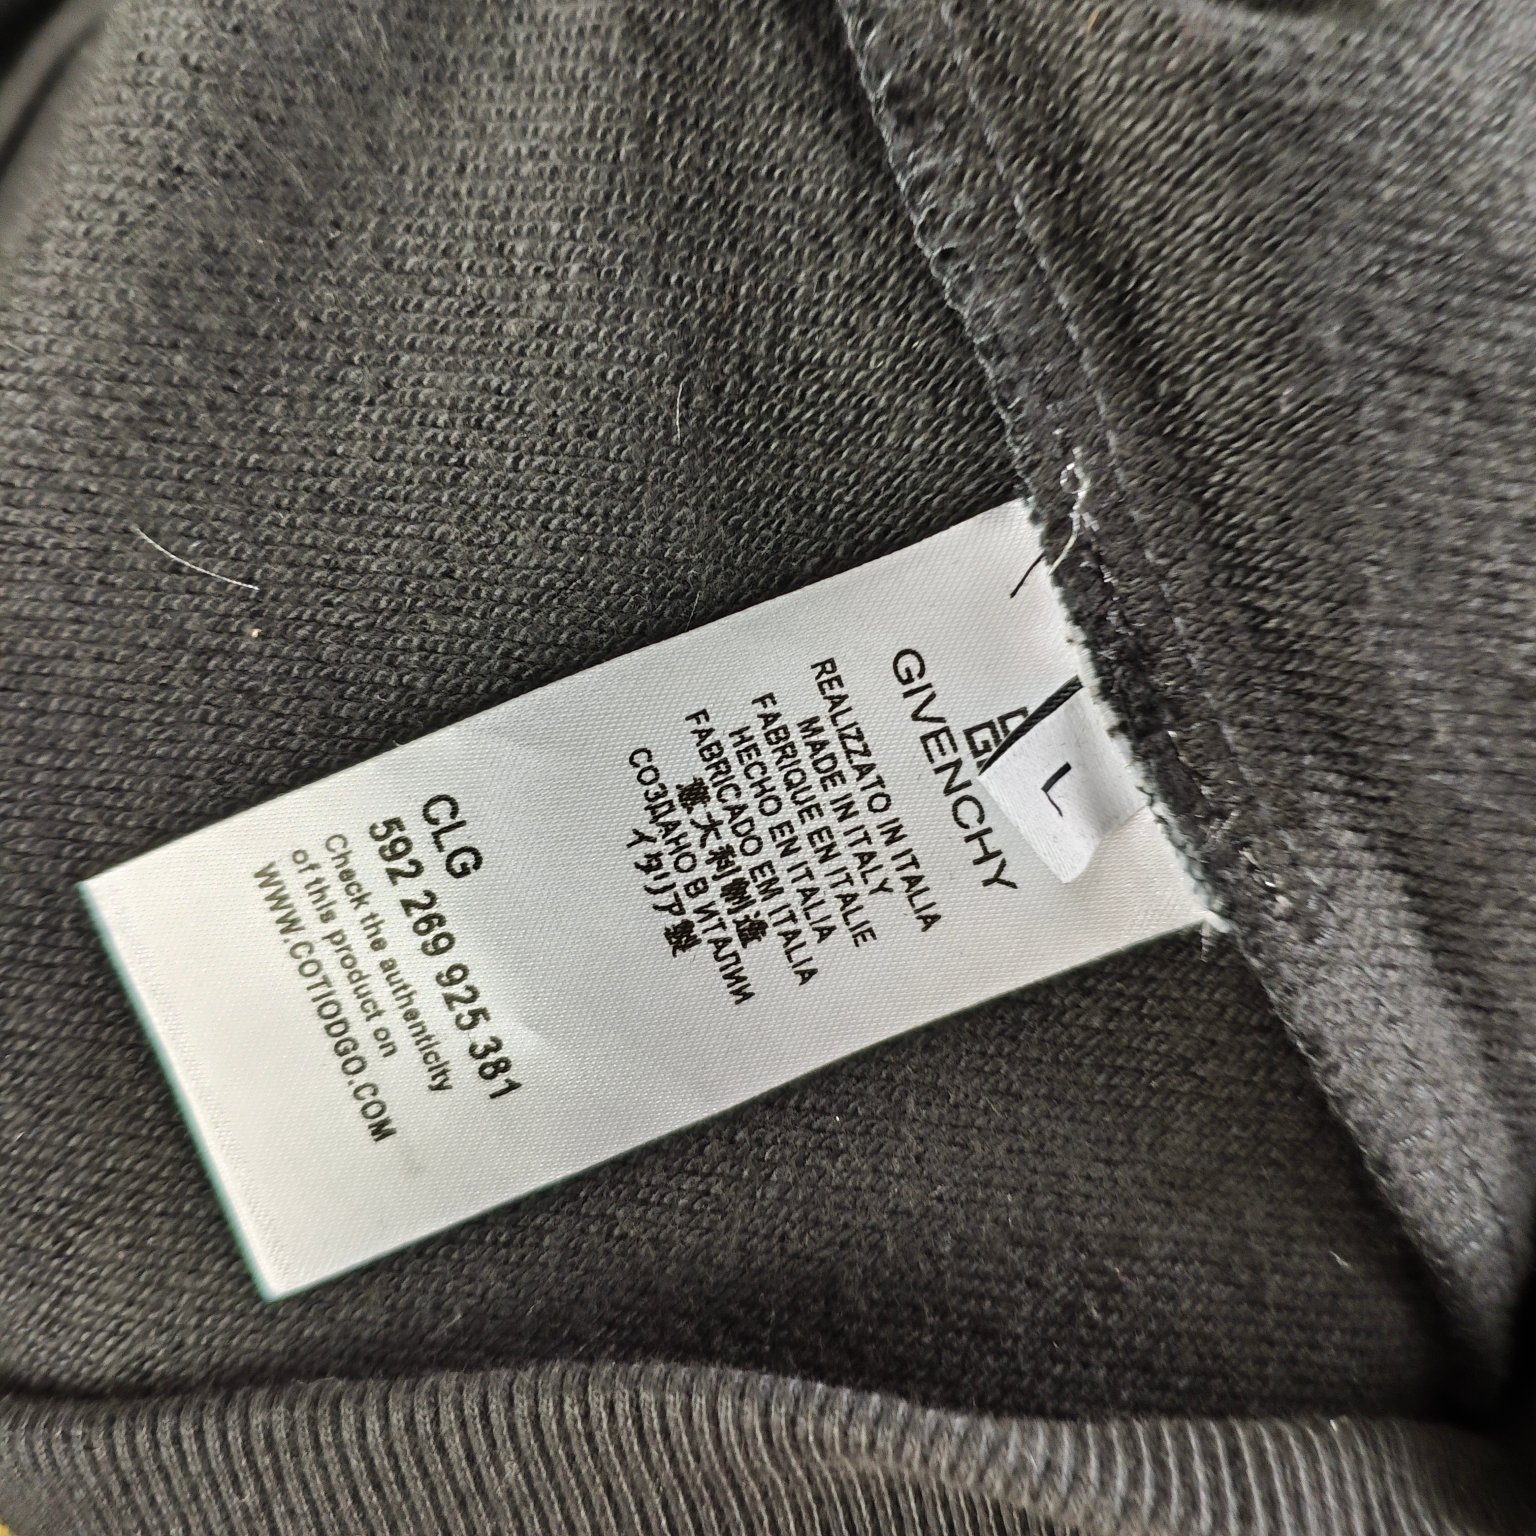 L
GIVENCHY
REALIZZATO IN ITALIA
MADE IN ITALY
FABRIQUE EN ITALIE
HECHO EN ITALIA
FABRICADO EM ITALIA
意大利制造
СОЗДАНО В ИТАЛИИ
イタリア製
CLG
592 269 925 381
Check the authenticity
of this product on
WWW.COTIODGO.COM